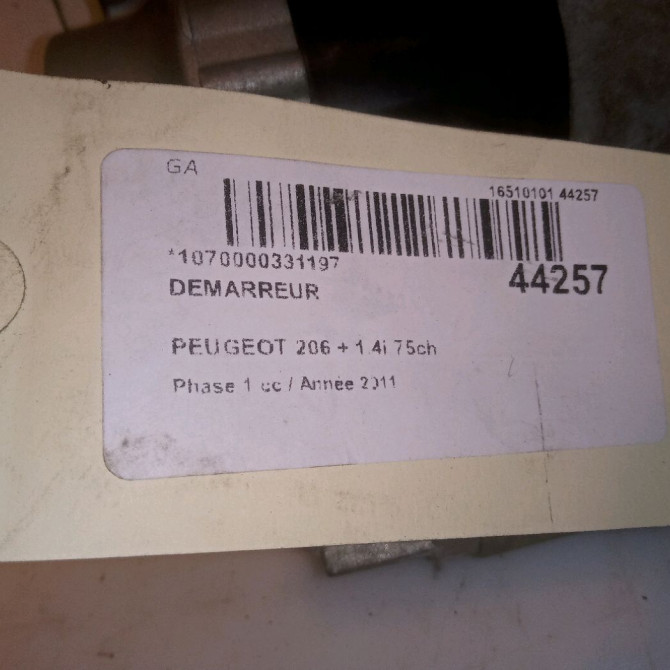 GA
16510101 44257
*1070000331197
44257
DEMARREUR
PEUGEOT 206 + 1.4i 75ch
Phase 1 cc / Année 2011